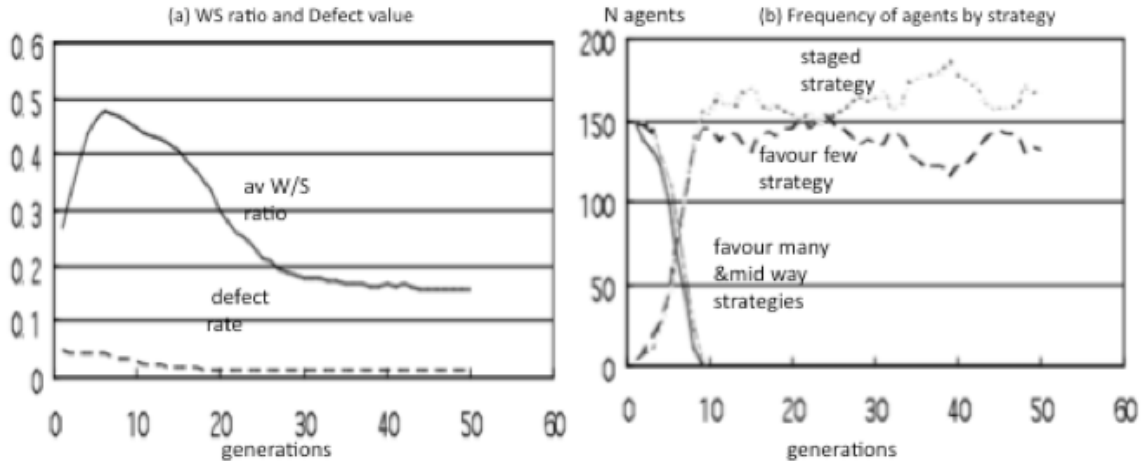 (a) WS ratio and Defect value
0.6
0.5
0.4
0.3
0.2
0.1
0
av W/S
ratio
defect
rate
0 10 20 30 40 50 60
generations
N agents
(b) Frequency of agents by strategy
200
150
100
50
0
staged
strategy
favour few
strategy
favour many
&mid way
strategies
0 10 20 30 40 50 60
generations